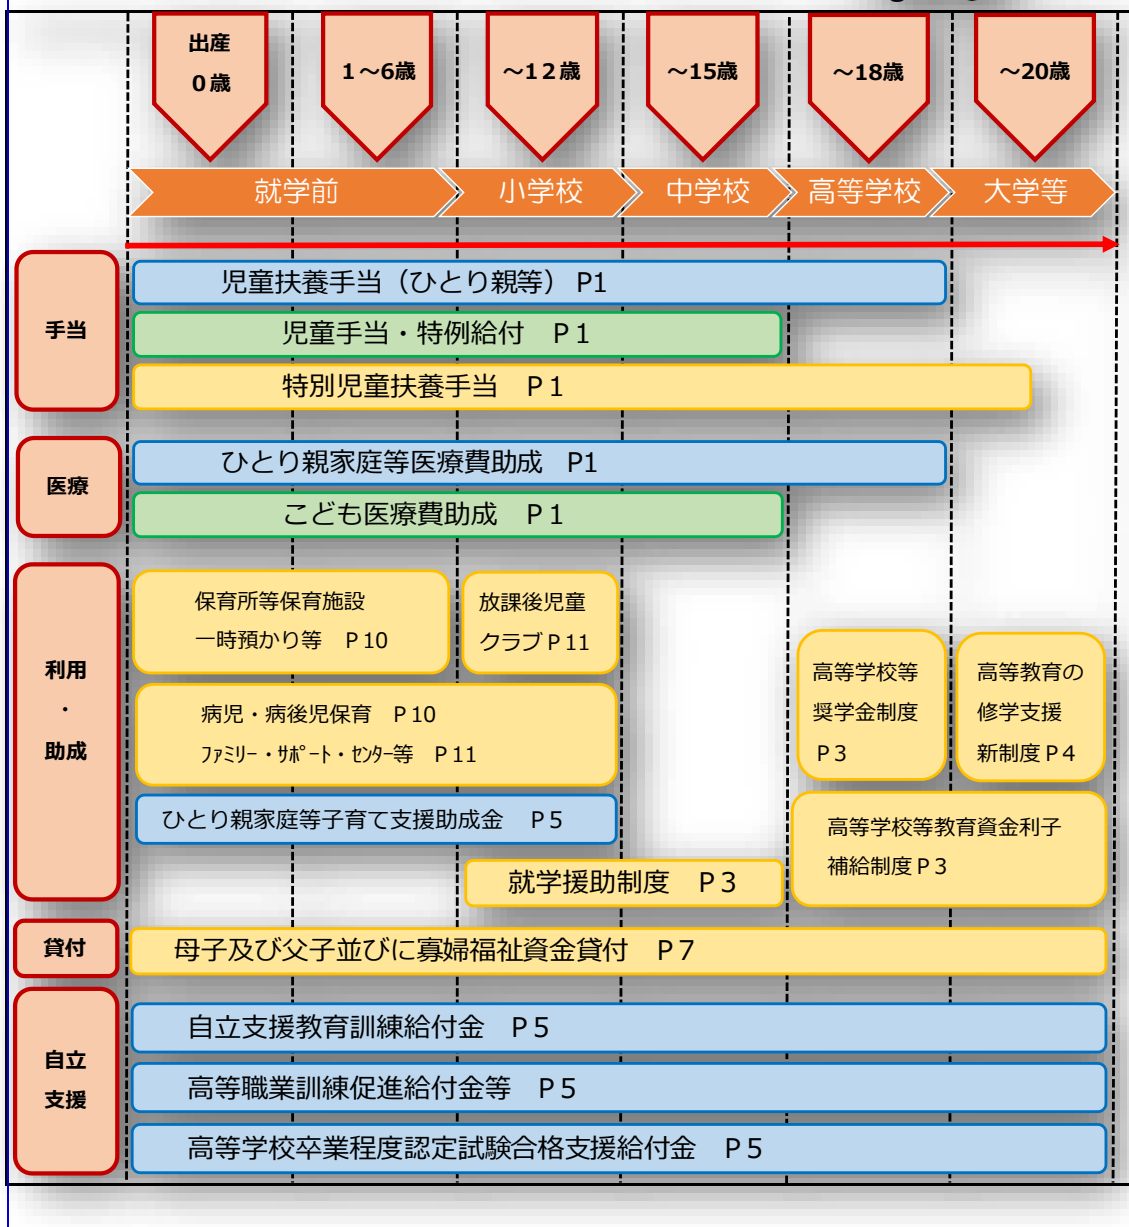 出産
０歳
１～6歳
～1２歳
～15歳
～18歳
～20歳
就学前
小学校
中学校
高等学校
大学等
手当
児童扶養手当（ひとり親等）P1
児童手当・特例給付　Ｐ１
特別児童扶養手当　Ｐ１
医療
ひとり親家庭等医療費助成　P1
こども医療費助成　Ｐ１
利用
・
助成
保育所等保育施設
一時預かり等　Ｐ10
放課後児童
クラブＰ11
病児・病後児保育　Ｐ10
ﾌｧﾐﾘｰ・ｻﾎﾟｰﾄ・ｾﾝﾀｰ等　Ｐ11
高等学校等
奨学金制度
Ｐ３
高等教育の
修学支援
新制度Ｐ４
ひとり親家庭等子育て支援助成金　Ｐ５
高等学校等教育資金利子
補給制度Ｐ３
就学援助制度　Ｐ３
貸付
母子及び父子並びに寡婦福祉資金貸付　Ｐ７
自立
支援
自立支援教育訓練給付金　Ｐ５
高等職業訓練促進給付金等　Ｐ５
高等学校卒業程度認定試験合格支援給付金　Ｐ５